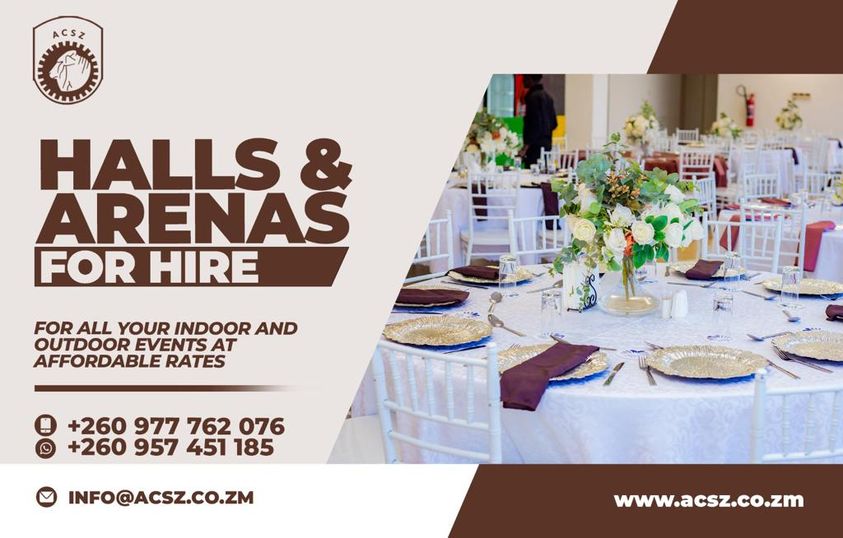 ACSZ
HALLS &
ARENAS
FOR HIRE
FOR ALL YOUR INDOOR AND
OUTDOOR EVENTS AT
AFFORDABLE RATES
+260 977 762 076
+260 957 451 185
INFO@ACSZ.CO.ZM
www.acsz.co.zm